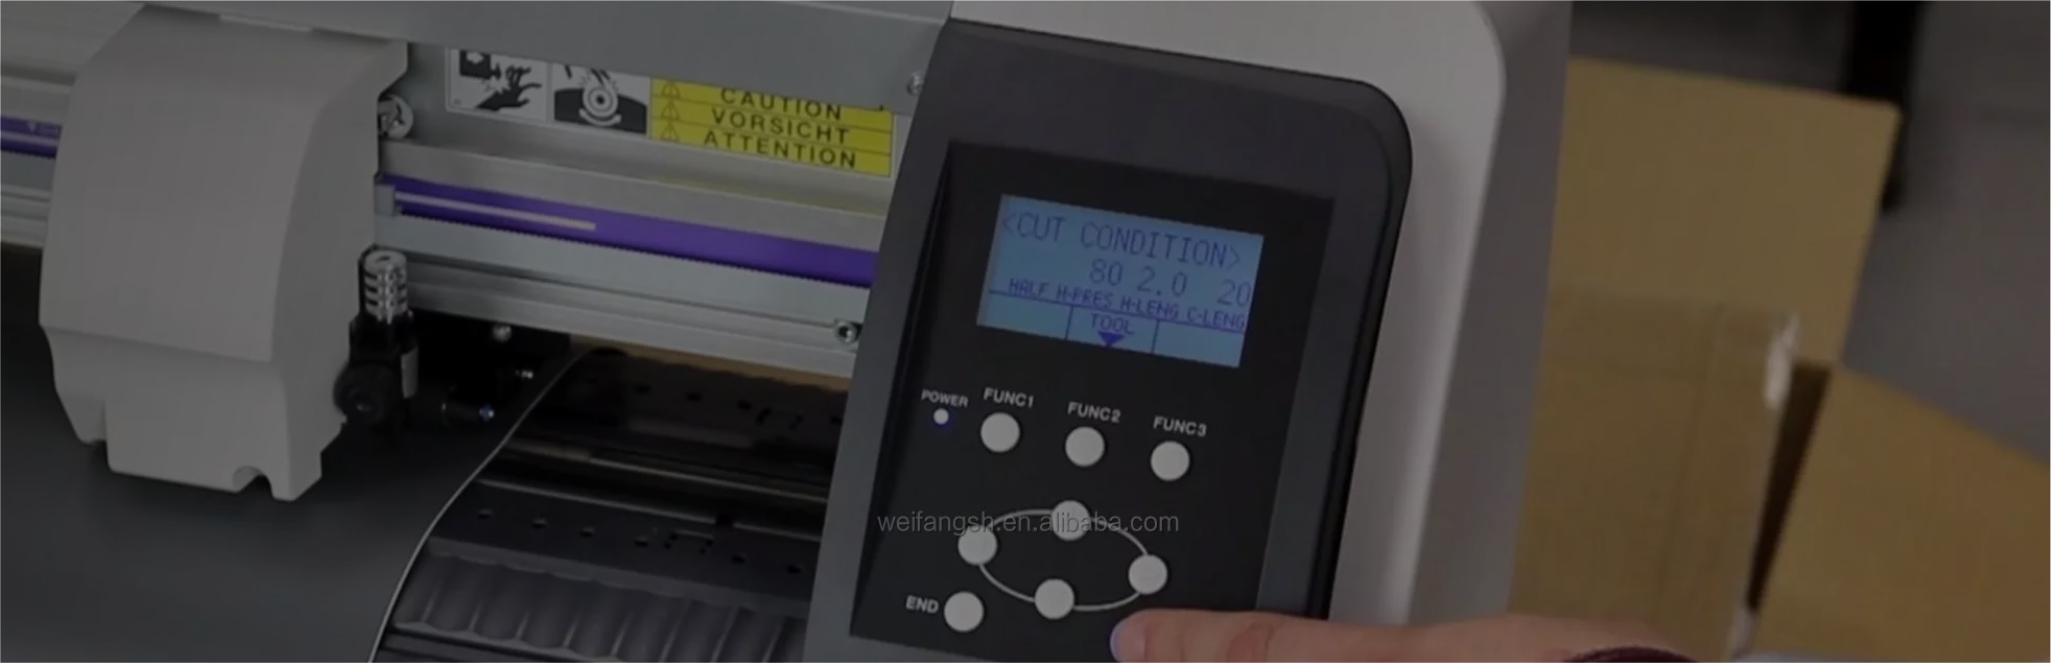 CAUTION
VORSICHT
ATTENTION
<CUT CONDITION>
80 2.0 20
HALF H-PRES H-LENG C-LENG
TOOL
POWER
FUNC1
FUNC2
FUNC3
weifangsh.en.alibaba.com
END